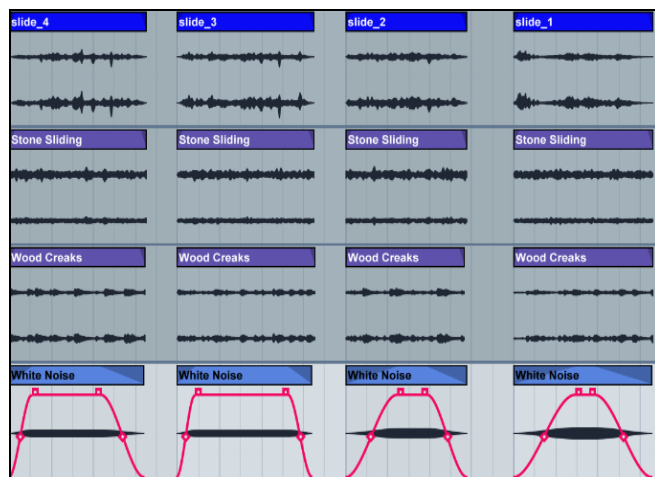 slide_4 slide_3 slide_2 slide_1
Stone Sliding Stone Sliding Stone Sliding Stone Sliding
Wood Creaks Wood Creaks Wood Creaks Wood Creaks
White Noise White Noise White Noise White Noise